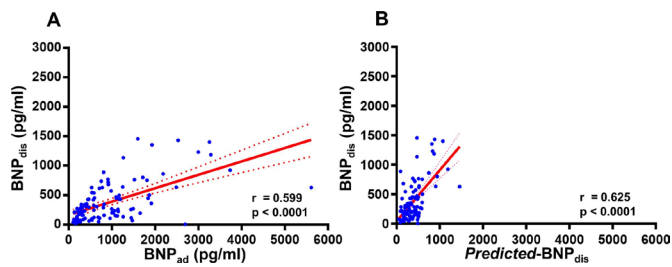 A
BNPdis (pg/ml)
3000
2500
2000
1500
1000
500
0
0 1000 2000 3000 4000 5000 6000
BNPad (pg/ml)
r = 0.599
p < 0.0001
B
BNPdis (pg/ml)
3000
2500
2000
1500
1000
500
0
0 1000 2000 3000 4000 5000 6000
Predicted-BNPdis
r = 0.625
p < 0.0001